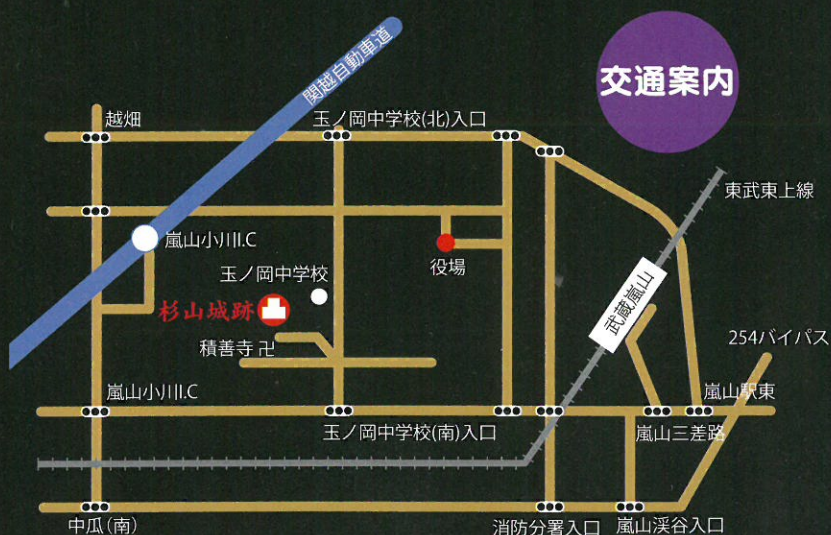 交通案内
関越自動車道
越畑
玉ノ岡中学校(北)入口
東武東上線
嵐山小川I.C
役場
玉ノ岡中学校
武蔵嵐山
杉山城跡
254バイパス
積善寺 卍
嵐山小川I.C
嵐山駅東
玉ノ岡中学校(南)入口
嵐山三差路
中瓜(南)
消防分署入口
嵐山渓谷入口